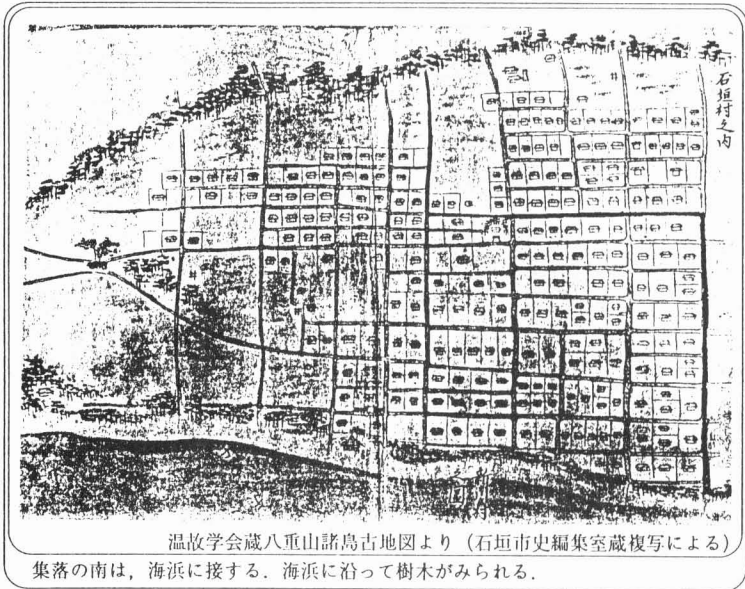 石垣村之内
温故学会蔵八重山諸島古地図より（石垣市史編集室蔵複写による）
集落の南は，海浜に接する．海浜に沿って樹木がみられる．